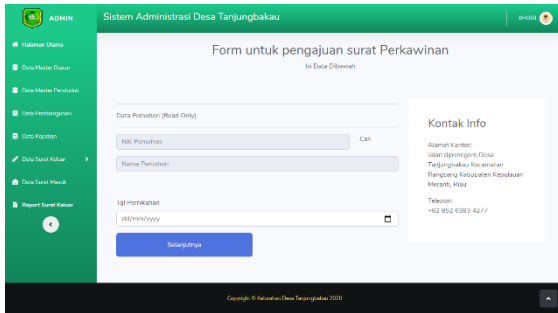 ADMIN
Sistem Administrasi Desa Tanjungbakau
KHOIRI
Halaman Utama
Data Master Dusun
Data Master Penduduk
Data Pembangunan
Data Kejadian
Data Surat Keluar
Data Surat Masuk
Report Surat Keluar
Form untuk pengajuan surat Perkawinan
Isi Data Dibawah
Data Pemohon (Read Only)
NIK Pemohon
Cari
Nama Pemohon
Tgl Pernikahan
dd/mm/yyyy
Selanjutnya
Kontak Info
Alamat Kantor:
Jalan diponegoro Desa
Tanjungbakau Kecamatan
Rangsang Kabupaten Kepulauan
Meranti, Riau
Telepon:
+62 852 6383 4277
Copyright © Kelurahan Desa Tanjungbakau 2020